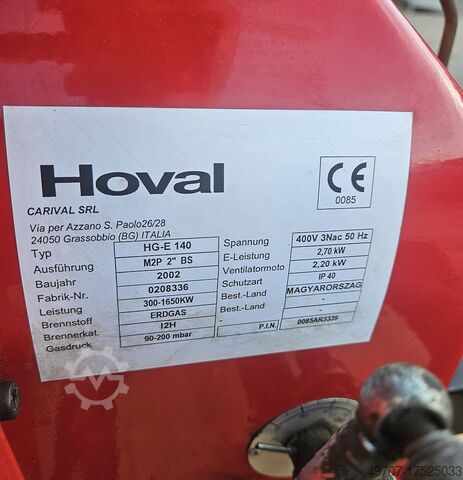 Hoval
CE
0085
CARIVAL SRL
Via per Azzano S. Paolo26/28
24050 Grassobbio (BG) ITALIA
Typ HG-E 140 Spannung 400V 3Nac 50 Hz
Ausführung M2P 2" BS E-Leistung 2,70 kW
Baujahr 2002 Ventilatormoto 2,20 kW
Fabrik-Nr. 0208336 Schutzart IP 40
Leistung 300-1650KW Best.-Land MAGYARORSZAG
Brennstoff ERDGAS Best.-Land -
Brennerkat. I2H -
Gasdruck 90-200 mbar P.I.N. 0085AR3339
49707-17525033